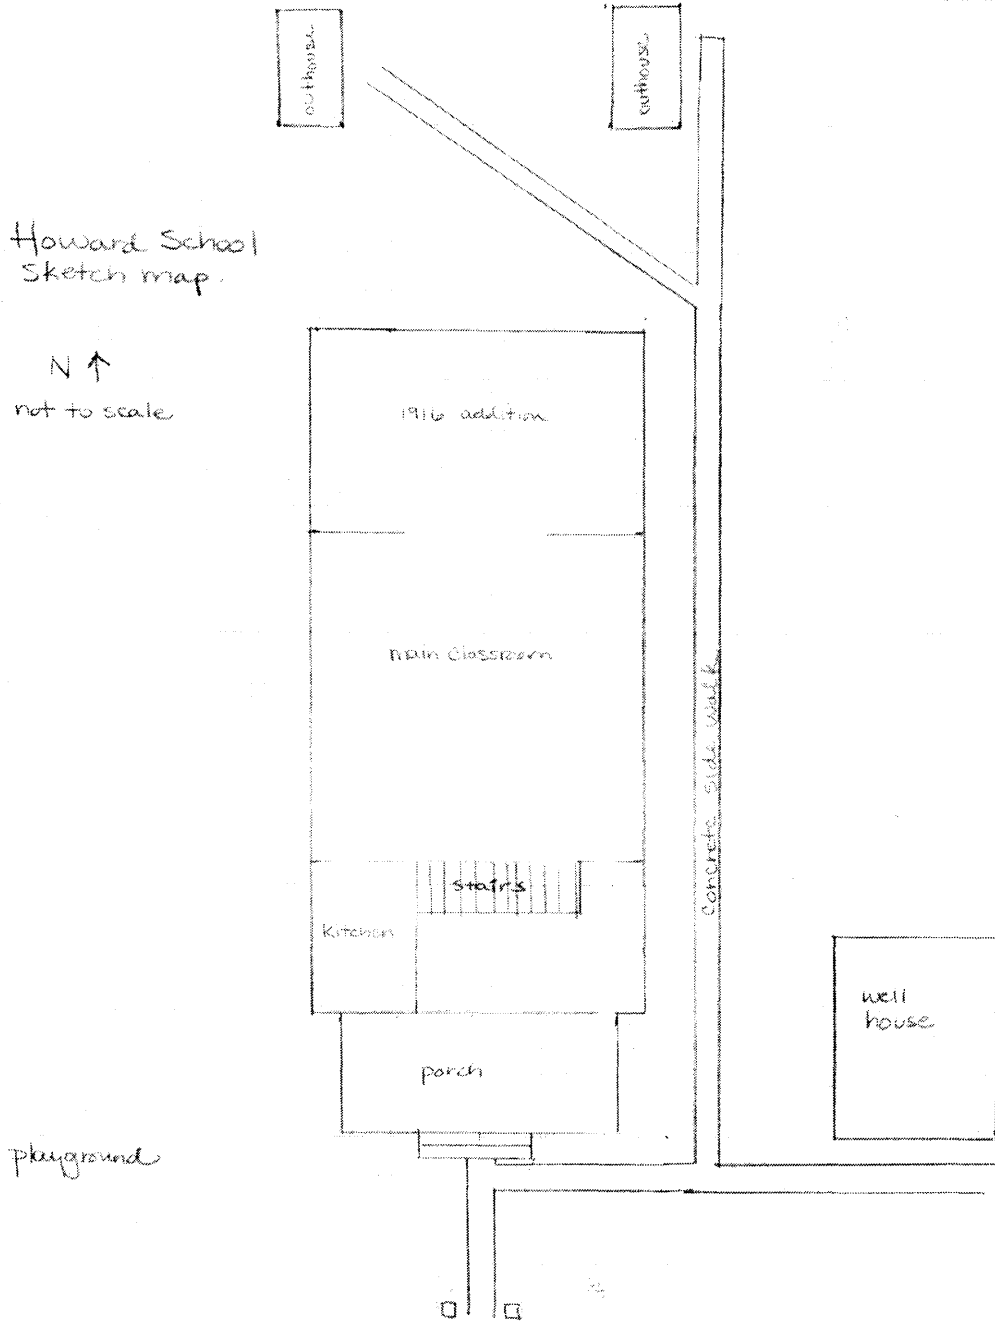 outhouse
outhouse
Howard School
Sketch map.
N
not to scale
1916 addition
main classroom
concrete side walk
stairs
kitchen
well
house
porch
playground